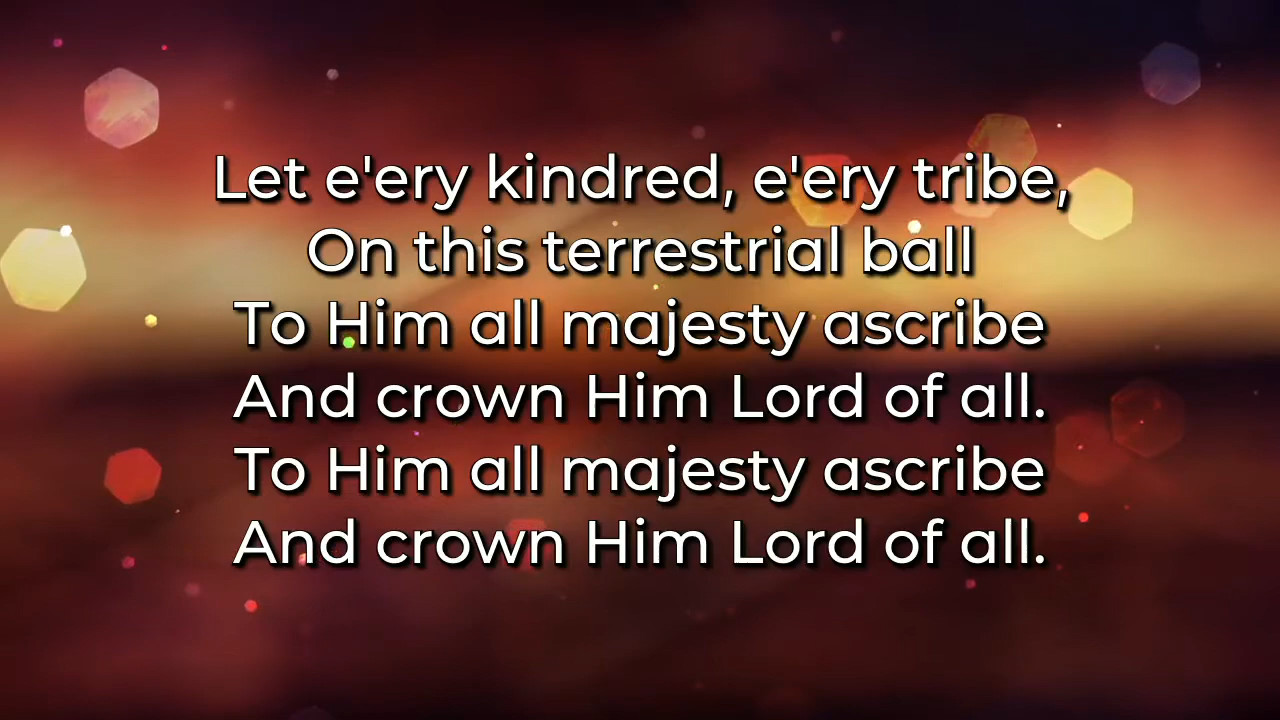 Let e'ery kindred, e'ery tribe,
On this terrestrial ball
To Him all majesty ascribe
And crown Him Lord of all.
To Him all majesty ascribe
And crown Him Lord of all.